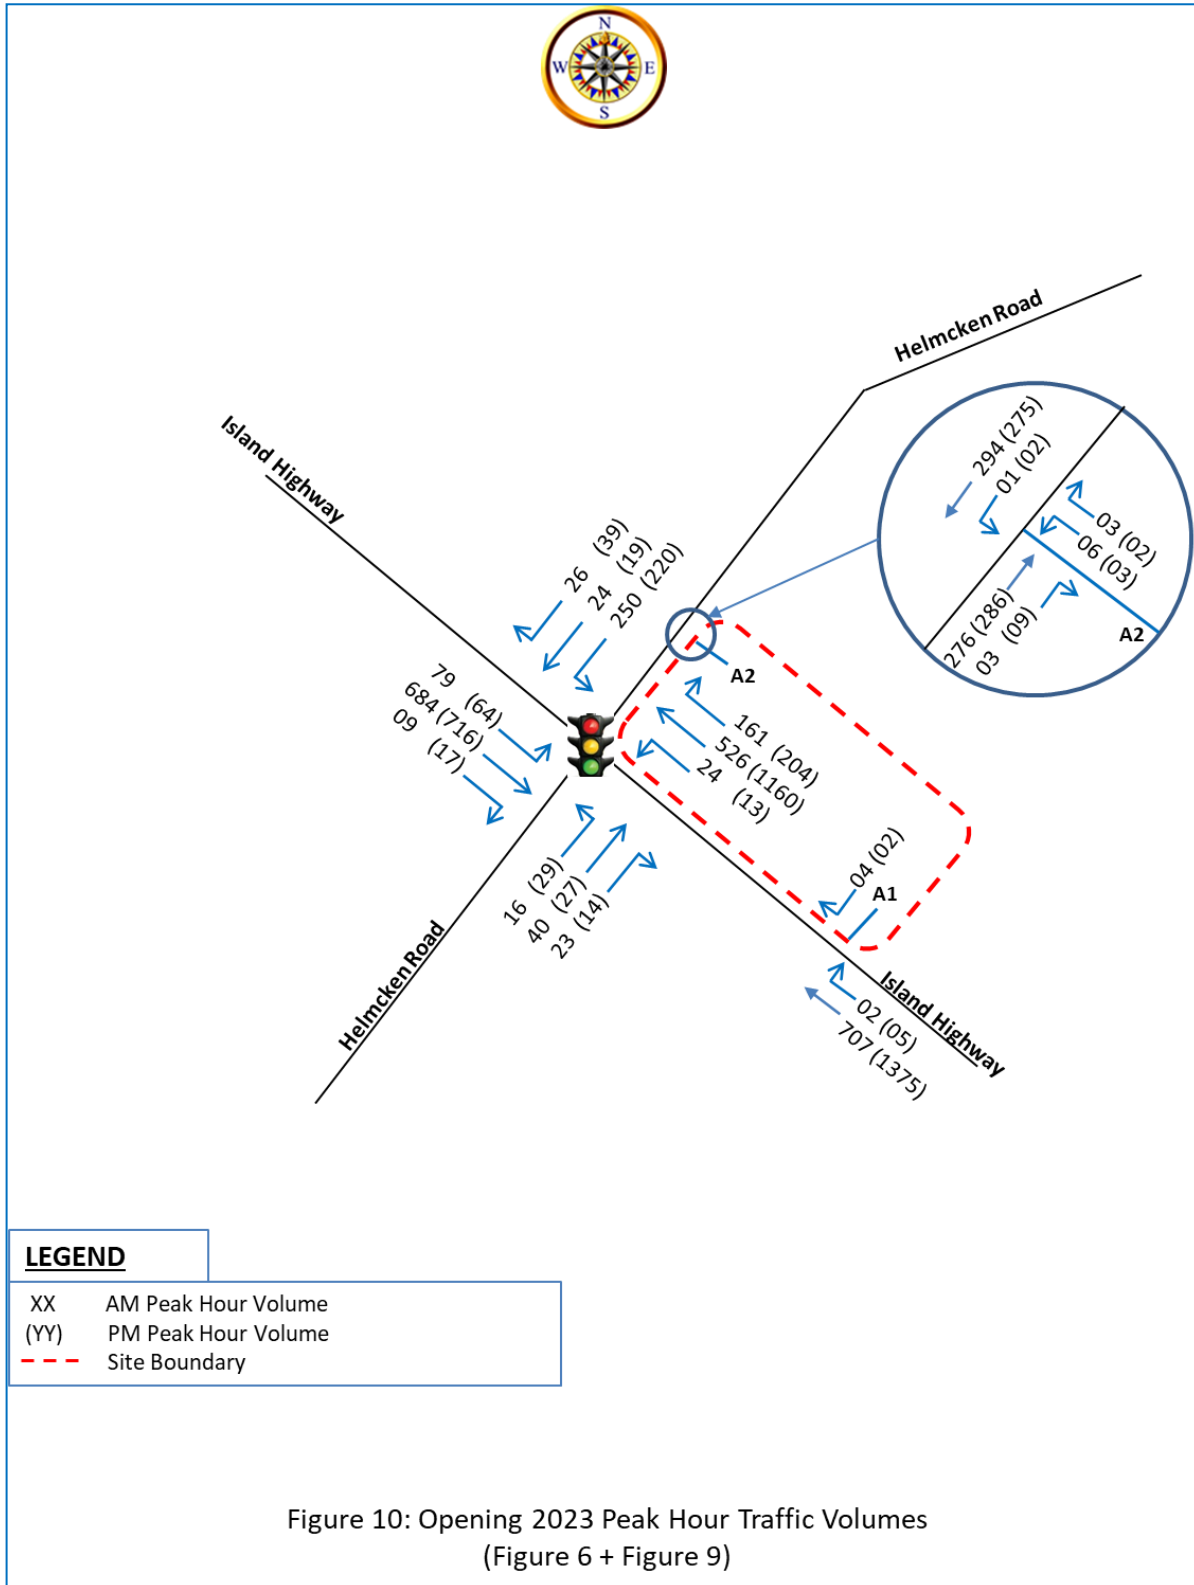 N
W E
S
Helmcken Road
Island Highway
294 (275)
01 (02)
03 (02)
06 (03)
276 (286)
03 (09)
A2
26 (39)
24 (19)
250 (220)
A2
79 (64)
684 (716)
09 (17)
161 (204)
526 (1160)
24 (13)
04 (02)
A1
16 (29)
40 (27)
23 (14)
Helmcken Road
Island Highway
02 (05)
707 (1375)
LEGEND
XX AM Peak Hour Volume
(YY) PM Peak Hour Volume
Site Boundary
Figure 10: Opening 2023 Peak Hour Traffic Volumes
(Figure 6 + Figure 9)